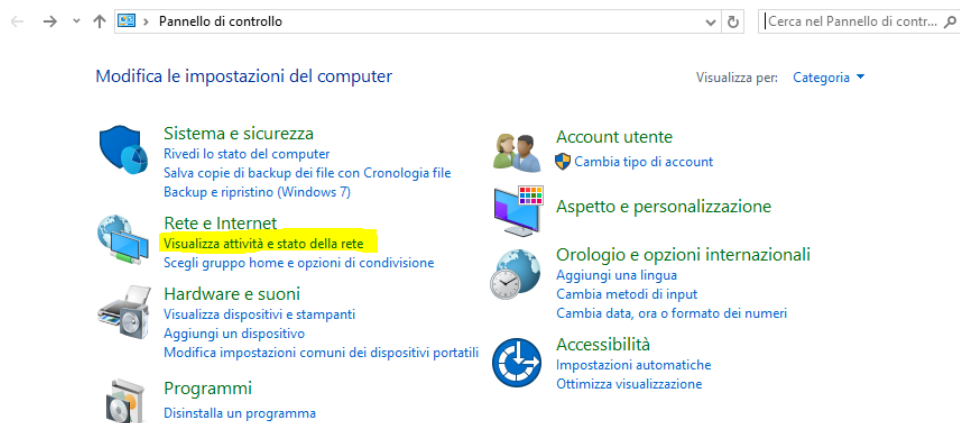 Pannello di controllo
Cerca nel Pannello di contr...
Modifica le impostazioni del computer
Visualizza per: Categoria
Sistema e sicurezza
Rivedi lo stato del computer
Salva copie di backup dei file con Cronologia file
Backup e ripristino (Windows 7)
Rete e Internet
Visualizza attività e stato della rete
Scegli gruppo home e opzioni di condivisione
Hardware e suoni
Visualizza dispositivi e stampanti
Aggiungi un dispositivo
Modifica impostazioni comuni dei dispositivi portatili
Programmi
Disinstalla un programma
Account utente
Cambia tipo di account
Aspetto e personalizzazione
Orologio e opzioni internazionali
Aggiungi una lingua
Cambia metodi di input
Cambia data, ora o formato dei numeri
Accessibilità
Impostazioni automatiche
Ottimizza visualizzazione